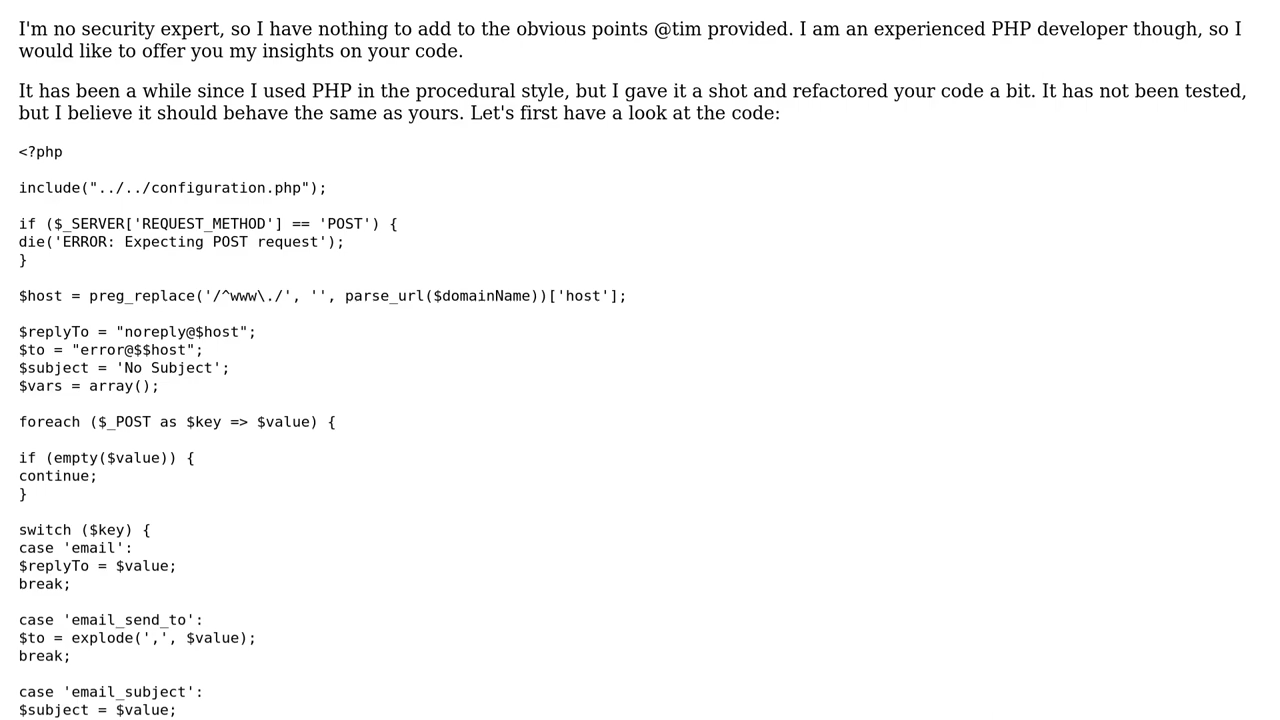 I'm no security expert, so I have nothing to add to the obvious points @tim provided. I am an experienced PHP developer though, so I
would like to offer you my insights on your code.
It has been a while since I used PHP in the procedural style, but I gave it a shot and refactored your code a bit. It has not been tested,
but I believe it should behave the same as yours. Let's first have a look at the code:
<?php
include("../../configuration.php");
if ($_SERVER['REQUEST_METHOD'] == 'POST') {
die('ERROR: Expecting POST request');
}
$host = preg_replace('/^www\./', '', parse_url($domainName))['host'];
$replyTo = "noreply@$host";
$to = "error@$$host";
$subject = 'No Subject';
$vars = array();
foreach ($_POST as $key => $value) {
if (empty($value)) {
continue;
}
switch ($key) {
case 'email':
$replyTo = $value;
break;
case 'email_send_to':
$to = explode(',', $value);
break;
case 'email_subject':
$subject = $value;